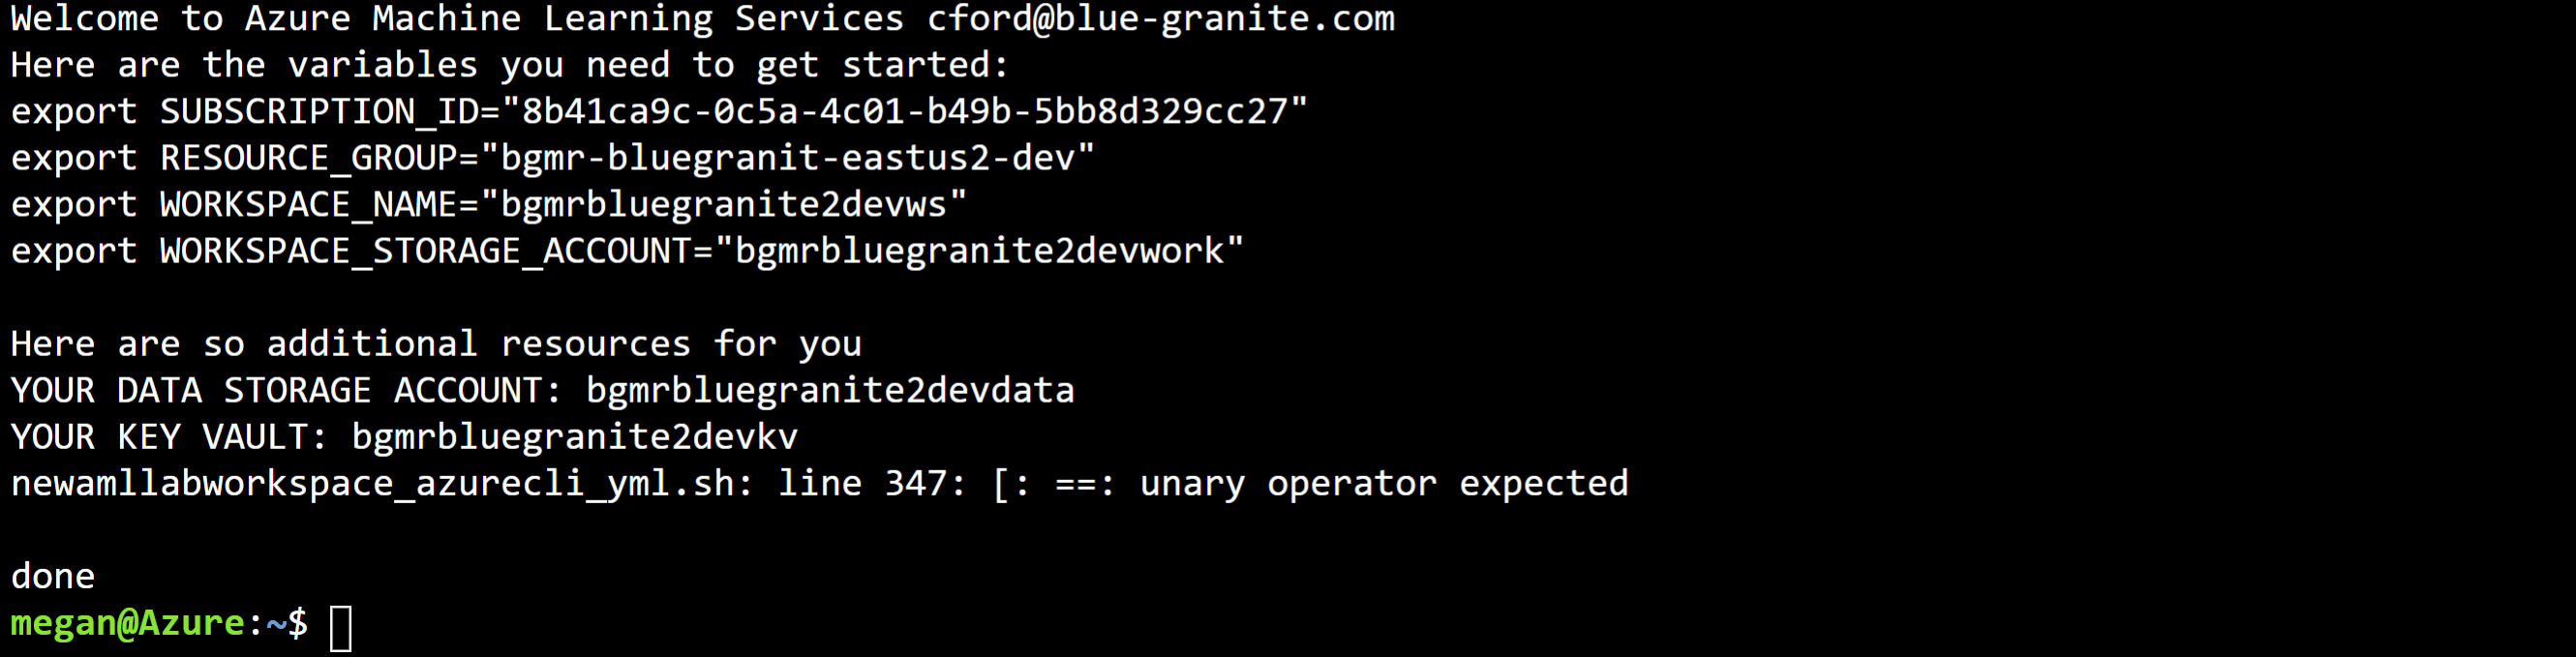 Welcome to Azure Machine Learning Services cford@blue-granite.com
Here are the variables you need to get started:
export SUBSCRIPTION_ID="8b41ca9c-0c5a-4c01-b49b-5bb8d329cc27"
export RESOURCE_GROUP="bgmr-bluegranit-eastus2-dev"
export WORKSPACE_NAME="bgmrbluegranite2devws"
export WORKSPACE_STORAGE_ACCOUNT="bgmrbluegranite2devwork"
Here are so additional resources for you
YOUR DATA STORAGE ACCOUNT: bgmrbluegranite2devdata
YOUR KEY VAULT: bgmrbluegranite2devkv
newamllabworkspace_azurecli_yml.sh: line 347: [: ==: unary operator expected
done
megan@Azure:~$